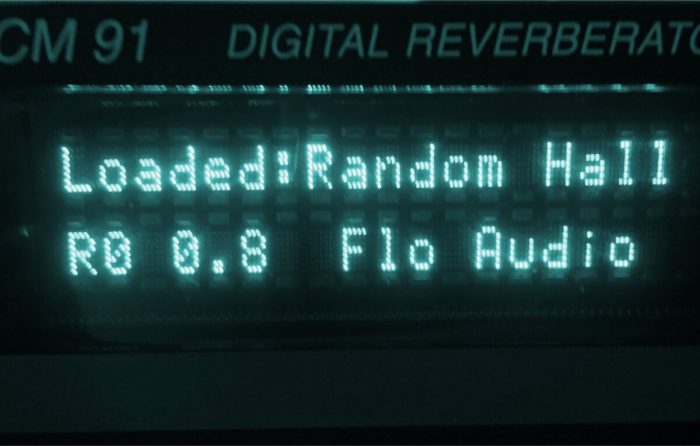 CM 91 DIGITAL REVERBERATO
Loaded:Random Hall
R0 0.8 Flo Audio